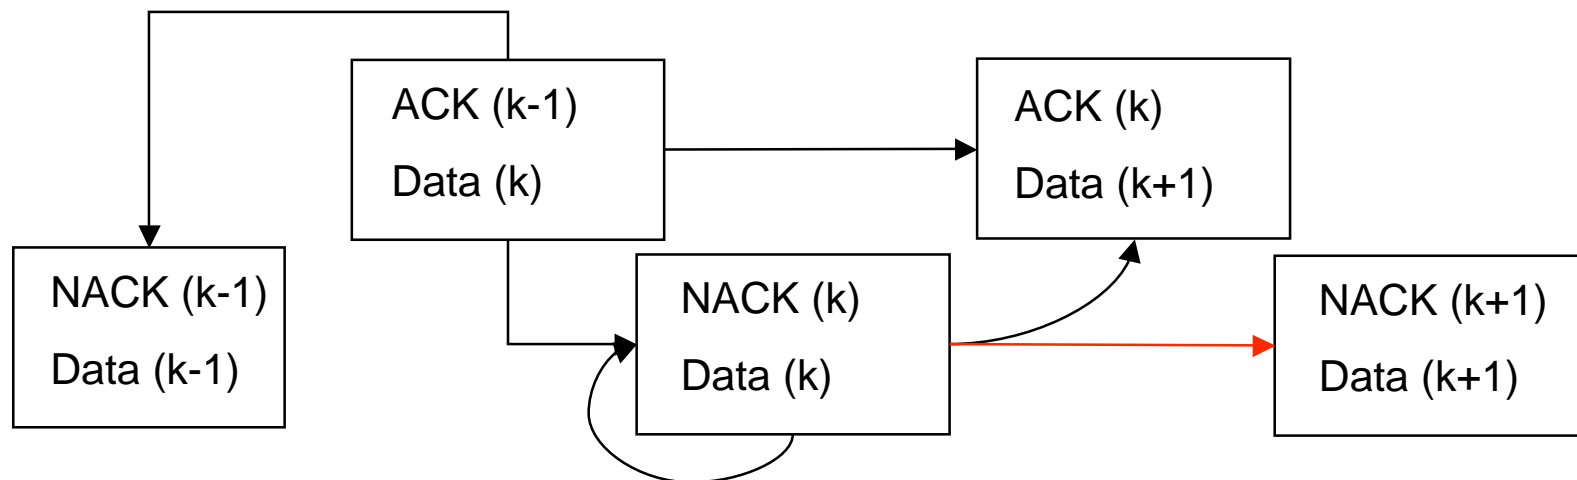 ACK (k-1)
Data (k)
ACK (k)
Data (k+1)
NACK (k-1)
Data (k-1)
NACK (k)
Data (k)
NACK (k+1)
Data (k+1)